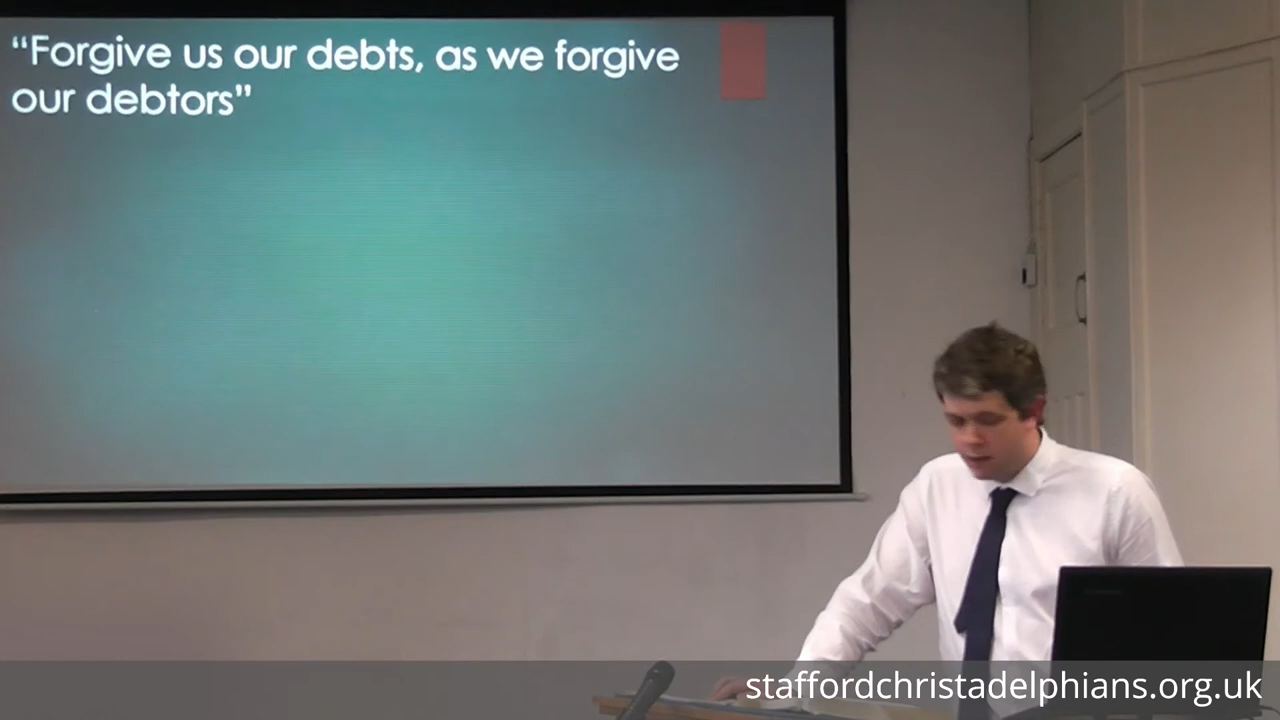 “Forgive us our debts, as we forgive
our debtors”
staffordchristadelphians.org.uk